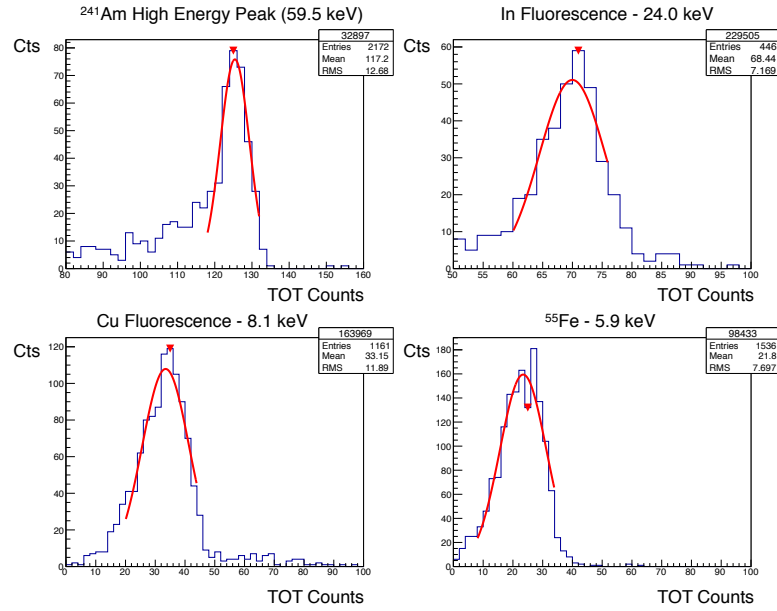 ²⁴¹Am High Energy Peak (59.5 keV)
Cts
32897
Entries 2172
Mean 117.2
RMS 12.68
80
70
60
50
40
30
20
10
0
80 90 100 110 120 130 140 150 160
TOT Counts
In Fluorescence - 24.0 keV
Cts
229505
Entries 446
Mean 68.44
RMS 7.169
60
50
40
30
20
10
0
50 55 60 65 70 75 80 85 90 95 100
TOT Counts
Cu Fluorescence - 8.1 keV
Cts
163969
Entries 1161
Mean 33.15
RMS 11.89
120
100
80
60
40
20
0
0 10 20 30 40 50 60 70 80 90 100
TOT Counts
⁵⁵Fe - 5.9 keV
Cts
98433
Entries 1536
Mean 21.8
RMS 7.697
180
160
140
120
100
80
60
40
20
0
0 10 20 30 40 50 60 70 80 90 100
TOT Counts